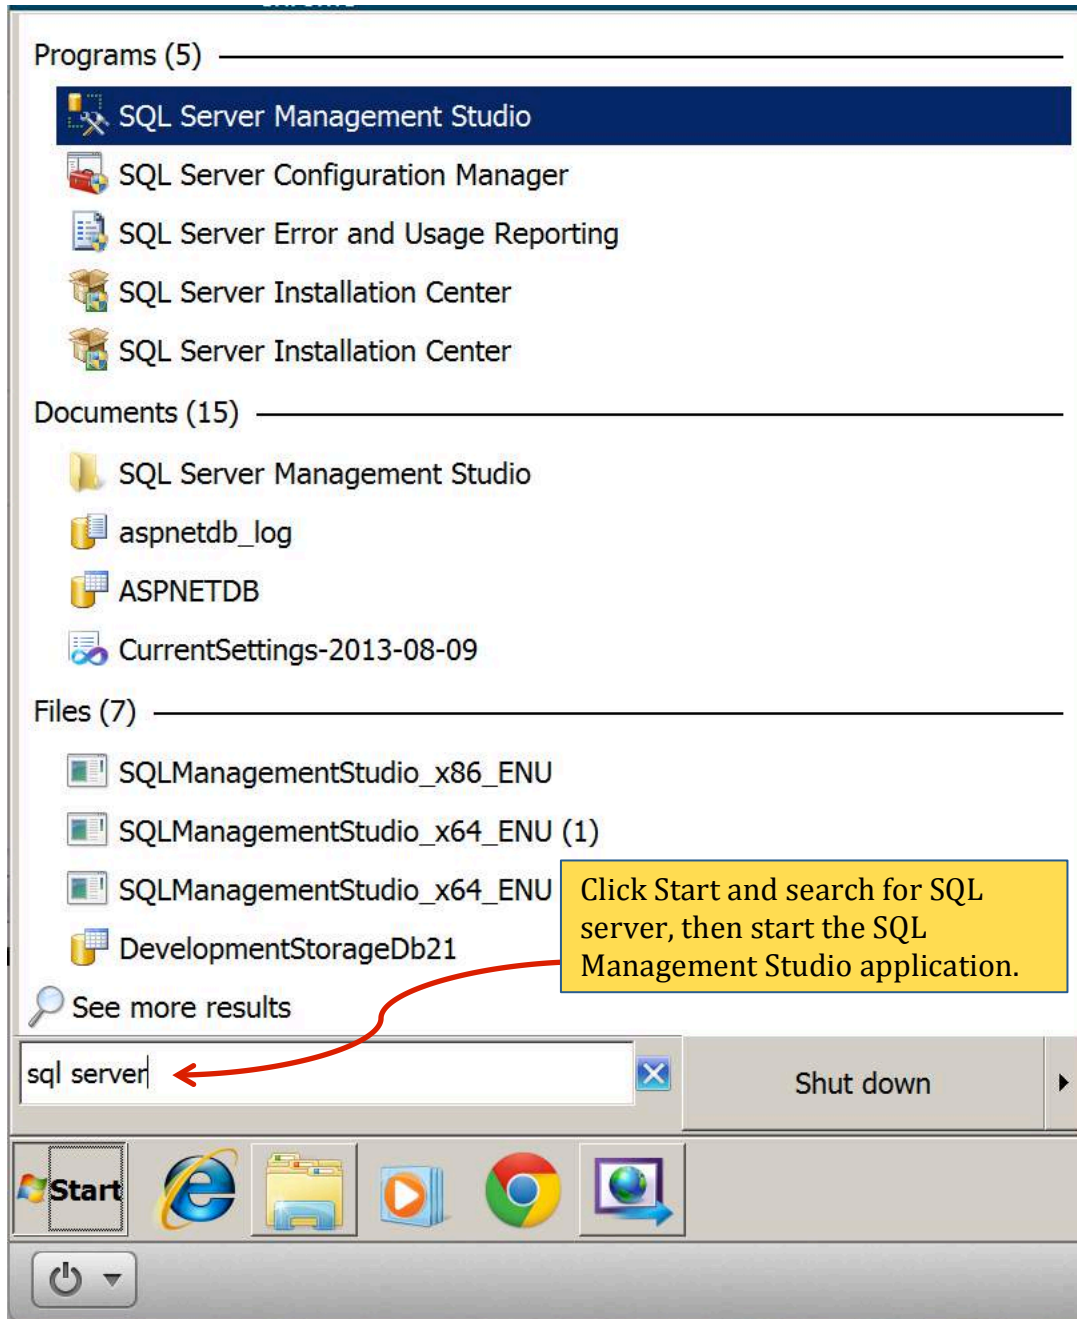 Programs (5)
SQL Server Management Studio
SQL Server Configuration Manager
SQL Server Error and Usage Reporting
SQL Server Installation Center
SQL Server Installation Center
Documents (15)
SQL Server Management Studio
aspnetdb_log
ASPNETDB
CurrentSettings-2013-08-09
Files (7)
SQLManagementStudio_x86_ENU
SQLManagementStudio_x64_ENU (1)
SQLManagementStudio_x64_ENU
DevelopmentStorageDb21
Click Start and search for SQL
server, then start the SQL
Management Studio application.
See more results
sql server
Shut down
Start